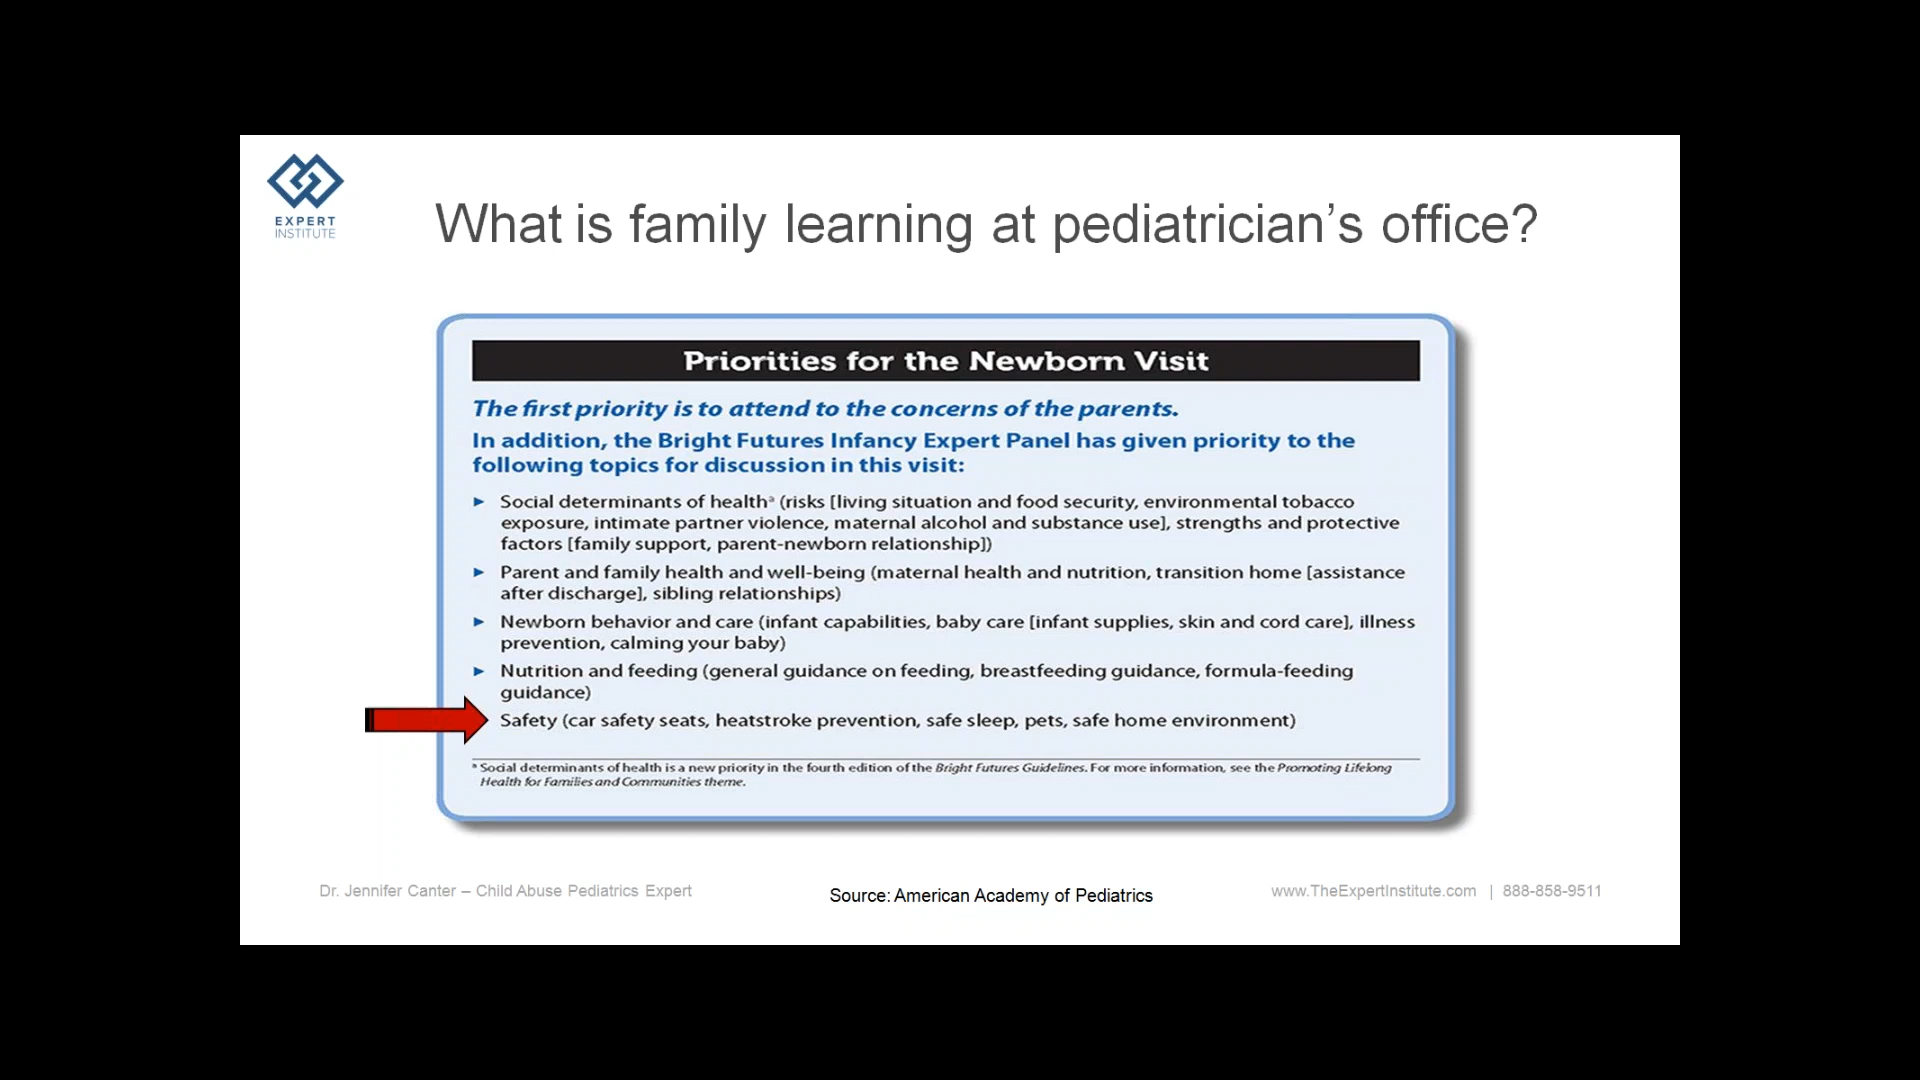 EXPERT
INSTITUTE
What is family learning at pediatrician’s office?
Priorities for the Newborn Visit
The first priority is to attend to the concerns of the parents.
In addition, the Bright Futures Infancy Expert Panel has given priority to the
following topics for discussion in this visit:
► Social determinants of healthᵃ (risks [living situation and food security, environmental tobacco
exposure, intimate partner violence, maternal alcohol and substance use], strengths and protective
factors [family support, parent-newborn relationship])
► Parent and family health and well-being (maternal health and nutrition, transition home [assistance
after discharge], sibling relationships)
► Newborn behavior and care (infant capabilities, baby care [infant supplies, skin and cord care], illness
prevention, calming your baby)
► Nutrition and feeding (general guidance on feeding, breastfeeding guidance, formula-feeding
guidance)
Safety (car safety seats, heatstroke prevention, safe sleep, pets, safe home environment)
ᵃ Social determinants of health is a new priority in the fourth edition of the Bright Futures Guidelines. For more information, see the Promoting Lifelong
Health for Families and Communities theme.
Dr. Jennifer Canter – Child Abuse Pediatrics Expert
Source: American Academy of Pediatrics
www.TheExpertInstitute.com | 888-858-9511